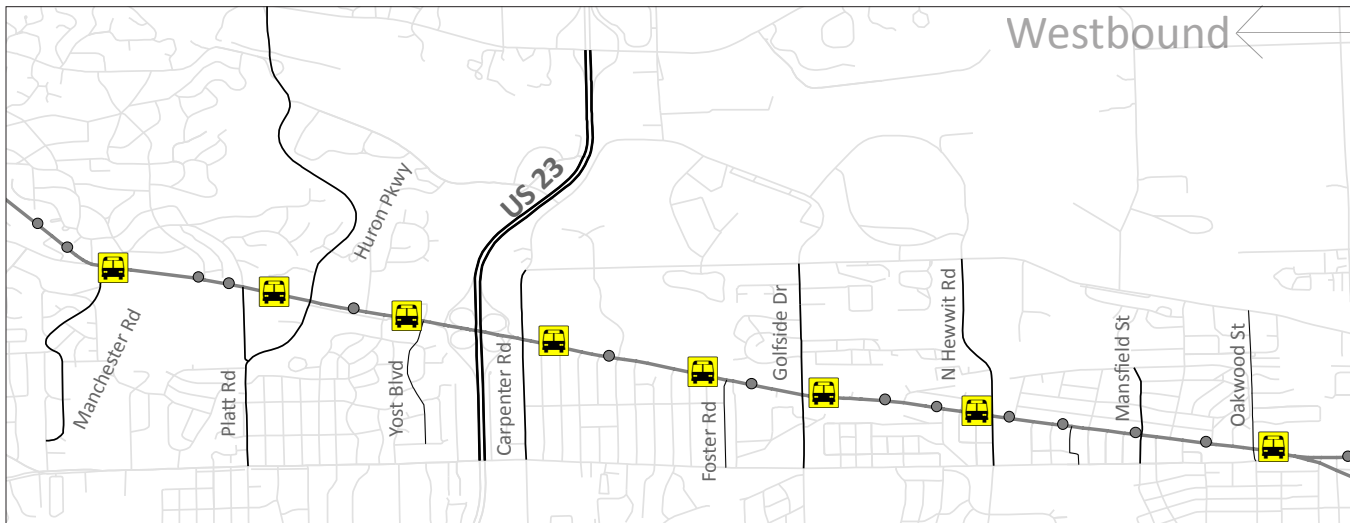 Westbound
US 23
Huron Pkwy
Manchester Rd
Platt Rd
Yost Blvd
Carpenter Rd
Foster Rd
Golfside Dr
N Hewwit Rd
Mansfield St
Oakwood St